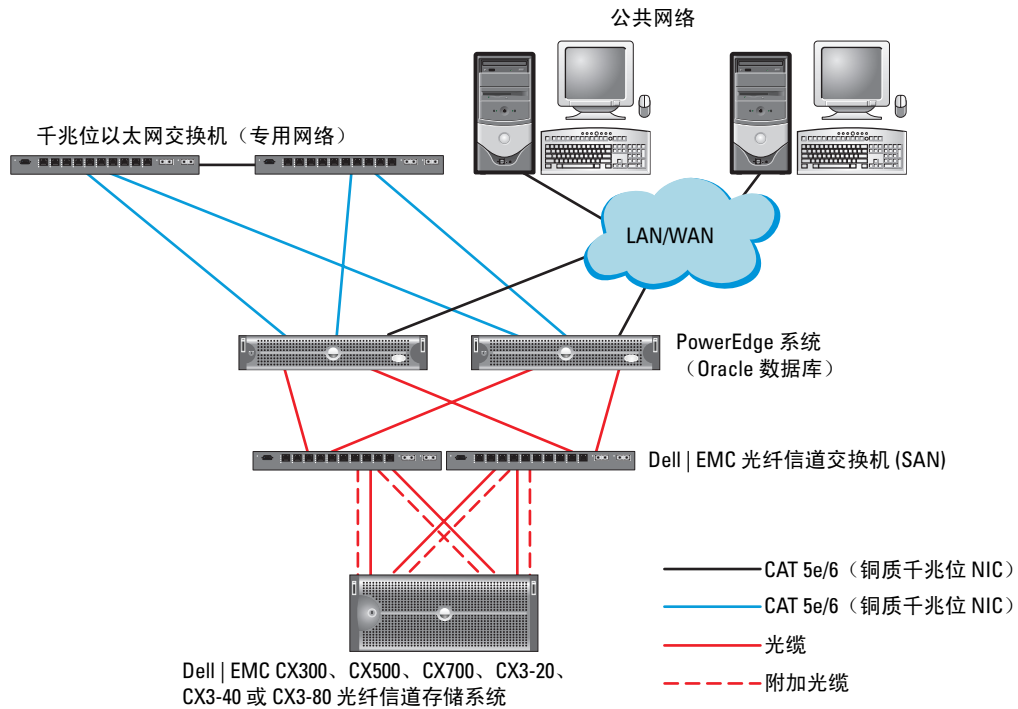 公共网络
千兆位以太网交换机（专用网络）
LAN/WAN
PowerEdge 系统
（Oracle 数据库）
Dell | EMC 光纤信道交换机 (SAN)
CAT 5e/6（铜质千兆位 NIC）
CAT 5e/6（铜质千兆位 NIC）
光缆
附加光缆
Dell | EMC CX300、CX500、CX700、CX3-20、
CX3-40 或 CX3-80 光纤信道存储系统